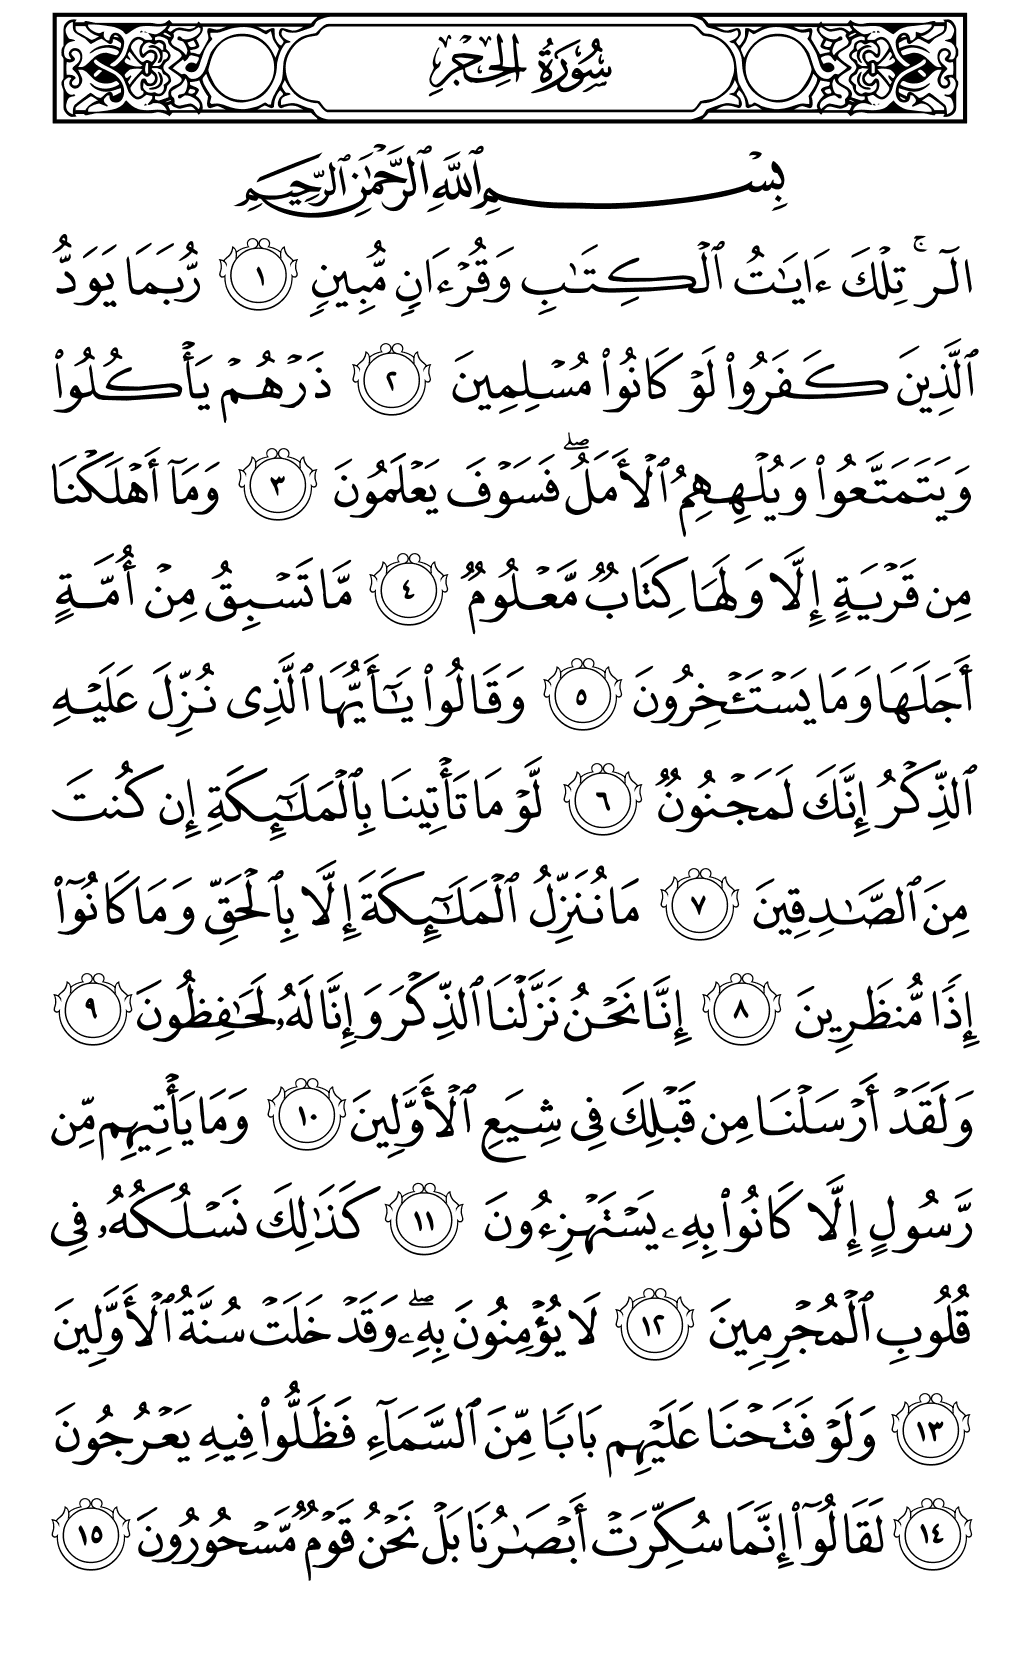 سُورَةُ الحِجْرِ
بِسْمِ ٱللَّهِ ٱلرَّحْمَٰنِ ٱلرَّحِيمِ
الٓر ۚ تِلْكَ ءَايَٰتُ ٱلْكِتَٰبِ وَقُرْءَانٍ مُّبِينٍ ١ رُّبَمَا يَوَدُّ
ٱلَّذِينَ كَفَرُوا۟ لَوْ كَانُوا۟ مُسْلِمِينَ ٢ ذَرْهُمْ يَأْكُلُوا۟
وَيَتَمَتَّعُوا۟ وَيُلْهِهِمُ ٱلْأَمَلُ ۖ فَسَوْفَ يَعْلَمُونَ ٣ وَمَآ أَهْلَكْنَا
مِن قَرْيَةٍ إِلَّا وَلَهَا كِتَابٌ مَّعْلُومٌ ٤ مَّا تَسْبِقُ مِنْ أُمَّةٍ
أَجَلَهَا وَمَا يَسْتَـْٔخِرُونَ ٥ وَقَالُوا۟ يَٰٓأَيُّهَا ٱلَّذِى نُزِّلَ عَلَيْهِ
ٱلذِّكْرُ إِنَّكَ لَمَجْنُونٌ ٦ لَّوْ مَا تَأْتِينَا بِٱلْمَلَٰٓئِكَةِ إِن كُنتَ
مِنَ ٱلصَّٰدِقِينَ ٧ مَا نُنَزِّلُ ٱلْمَلَٰٓئِكَةَ إِلَّا بِٱلْحَقِّ وَمَا كَانُوٓا۟
إِذًا مُّنظَرِينَ ٨ إِنَّا نَحْنُ نَزَّلْنَا ٱلذِّكْرَ وَإِنَّا لَهُۥ لَحَٰفِظُونَ ٩
وَلَقَدْ أَرْسَلْنَا مِن قَبْلِكَ فِى شِيَعِ ٱلْأَوَّلِينَ ١٠ وَمَا يَأْتِيهِم مِّن
رَّسُولٍ إِلَّا كَانُوا۟ بِهِۦ يَسْتَهْزِءُونَ ١١ كَذَٰلِكَ نَسْلُكُهُۥ فِى
قُلُوبِ ٱلْمُجْرِمِينَ ١٢ لَا يُؤْمِنُونَ بِهِۦ ۖ وَقَدْ خَلَتْ سُنَّةُ ٱلْأَوَّلِينَ
١٣ وَلَوْ فَتَحْنَا عَلَيْهِم بَابًا مِّنَ ٱلسَّمَآءِ فَظَلُّوا۟ فِيهِ يَعْرُجُونَ
١٤ لَقَالُوٓا۟ إِنَّمَا سُكِّرَتْ أَبْصَٰرُنَا بَلْ نَحْنُ قَوْمٌ مَّسْحُورُونَ ١٥